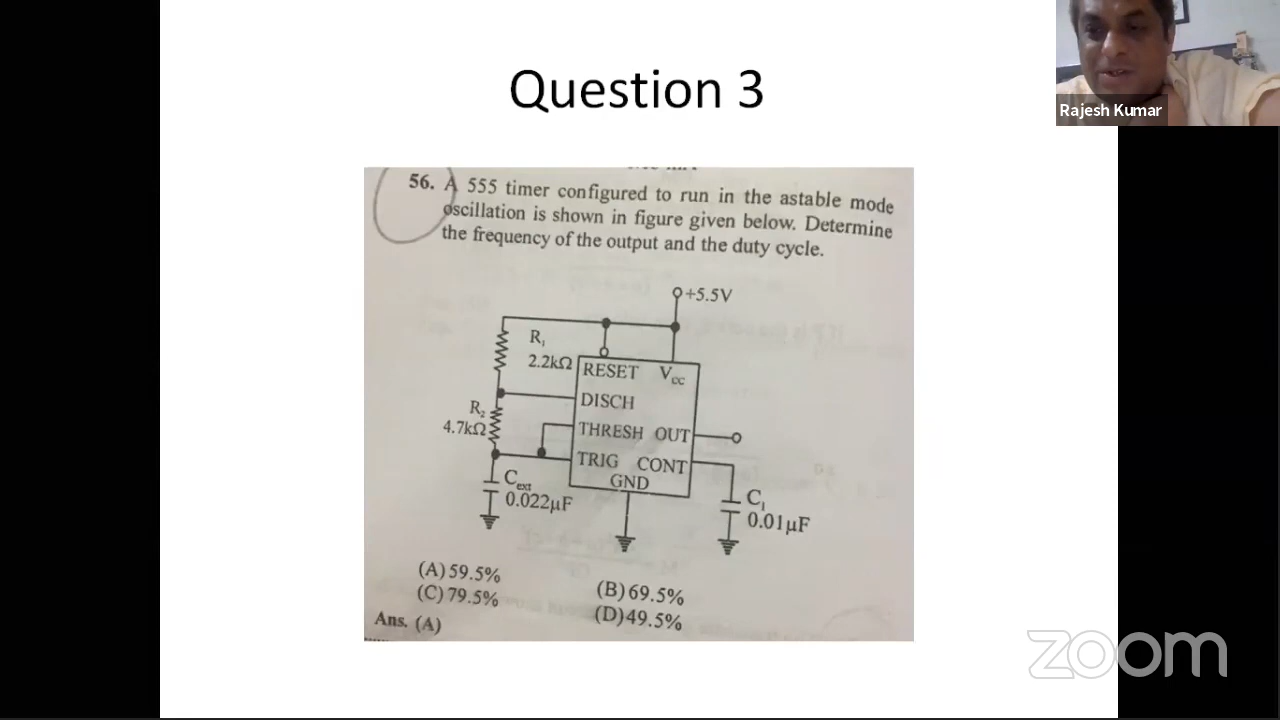 Question 3
Rajesh Kumar
56. A 555 timer configured to run in the astable mode
oscillation is shown in figure given below. Determine
the frequency of the output and the duty cycle.
+5.5V
R₁
2.2kΩ
RESET Vcc
DISCH
R₂
4.7kΩ
THRESH OUT
TRIG CONT
GND
Cext
0.022μF
C₁
0.01μF
(A) 59.5%
(B) 69.5%
(C) 79.5%
(D) 49.5%
Ans. (A)
zoom